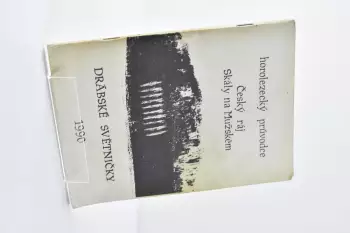 horolezecký průvodce
Český ráj
Skály na Mužském
DRÁBSKÉ SVĚTNIČKY
1990